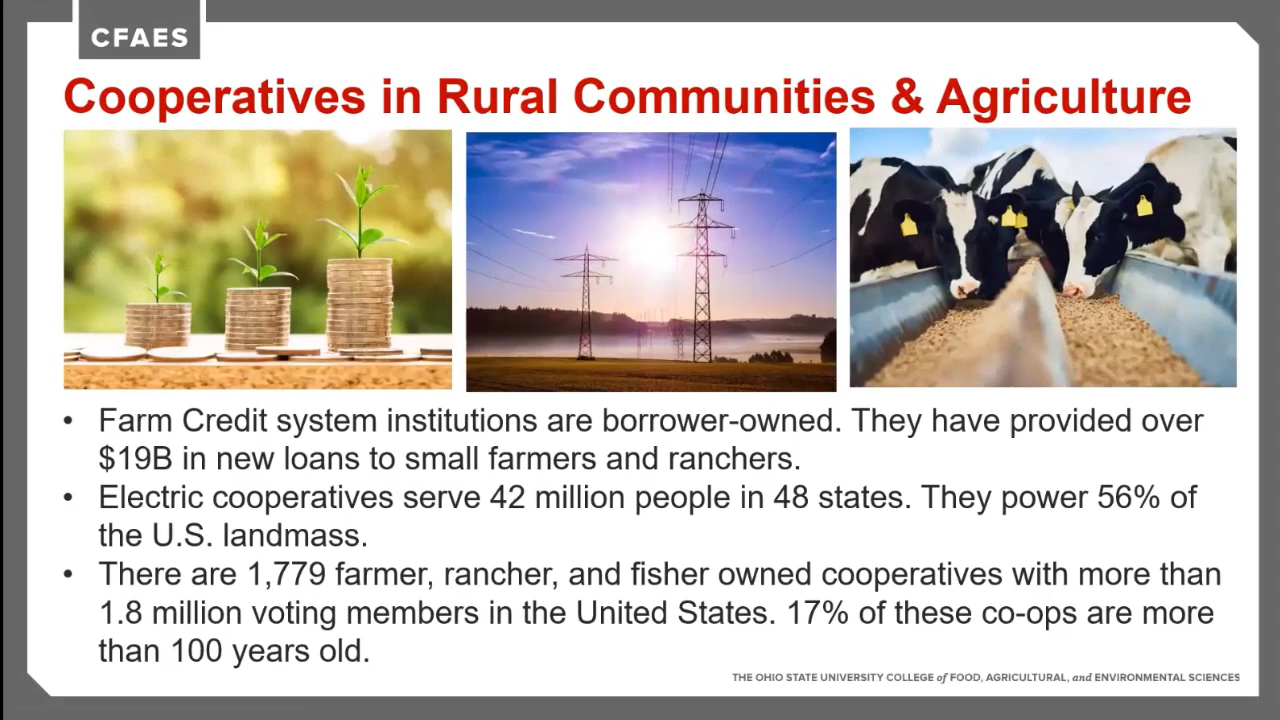 CFAES
Cooperatives in Rural Communities & Agriculture
• Farm Credit system institutions are borrower-owned. They have provided over
$19B in new loans to small farmers and ranchers.
• Electric cooperatives serve 42 million people in 48 states. They power 56% of
the U.S. landmass.
• There are 1,779 farmer, rancher, and fisher owned cooperatives with more than
1.8 million voting members in the United States. 17% of these co-ops are more
than 100 years old.
THE OHIO STATE UNIVERSITY COLLEGE of FOOD, AGRICULTURAL, and ENVIRONMENTAL SCIENCES